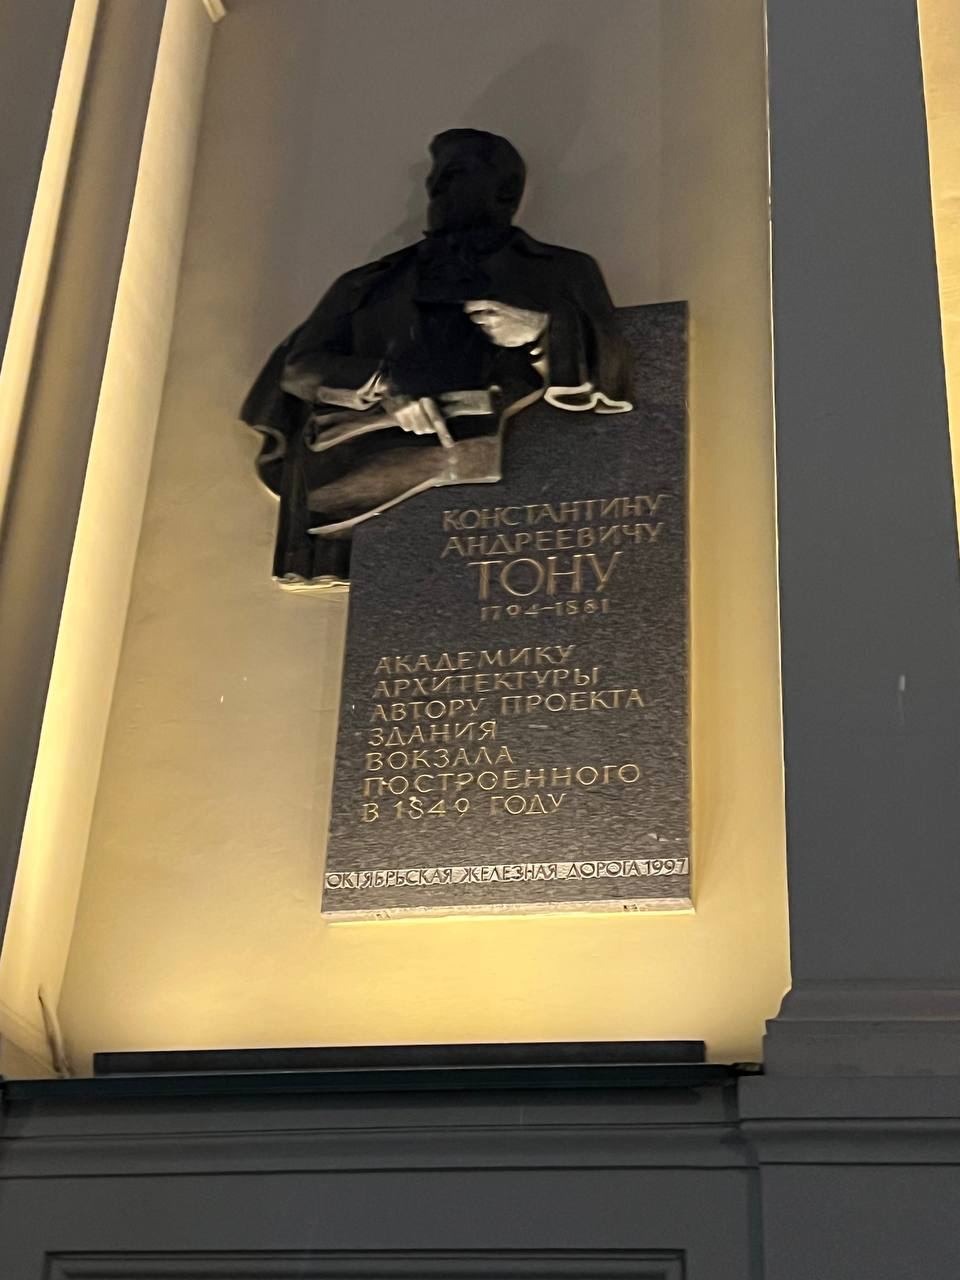 КОНСТАНТИНУ
АНДРЕЕВИЧУ
ТОНУ
1794-1881
АКАДЕМИКУ
АРХИТЕКТУРЫ
АВТОРУ ПРОЕКТА
ЗДАНИЯ
ВОКЗАЛА
ПОСТРОЕННОГО
В 1849 ГОДУ
ОКТЯБРЬСКАЯ ЖЕЛЕЗНАЯ ДОРОГА 1997